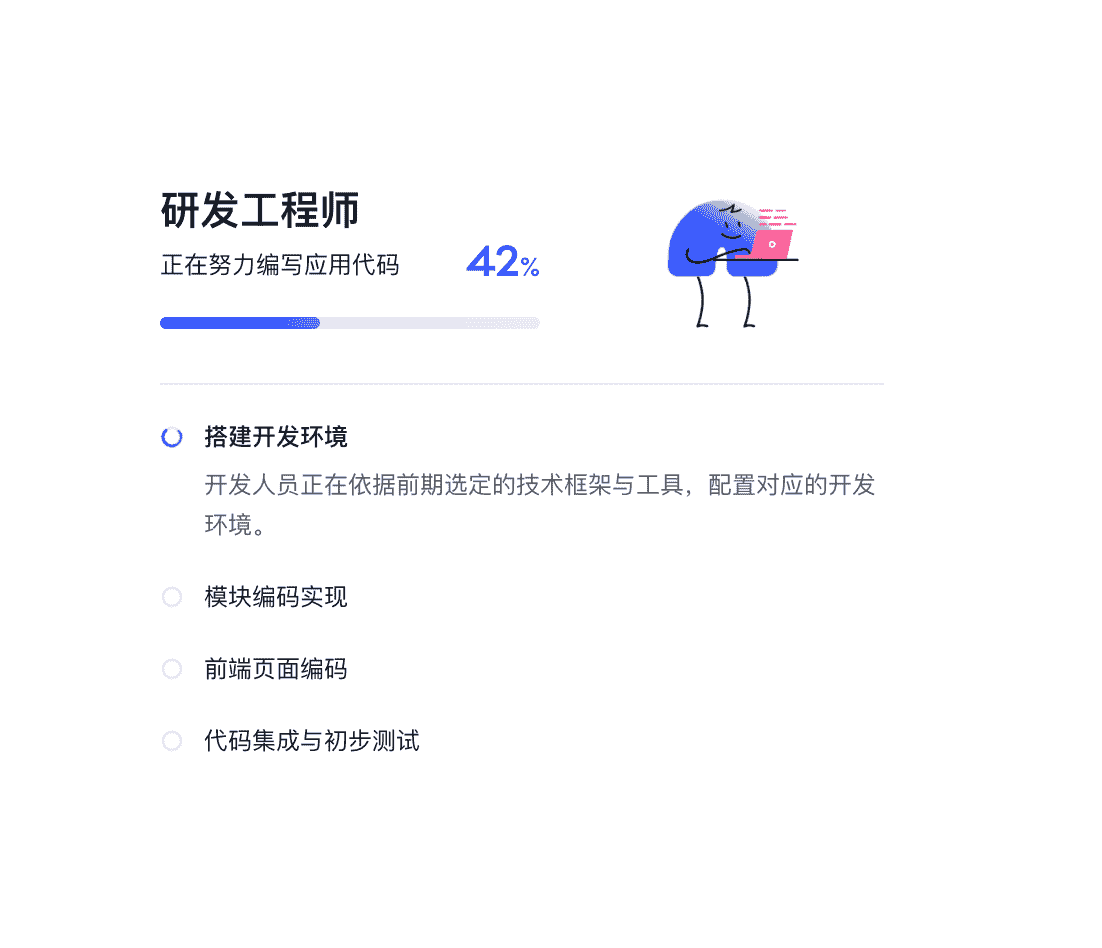 研发工程师
正在努力编写应用代码
42%
搭建开发环境
开发人员正在依据前期选定的技术框架与工具，配置对应的开发
环境。
模块编码实现
前端页面编码
代码集成与初步测试